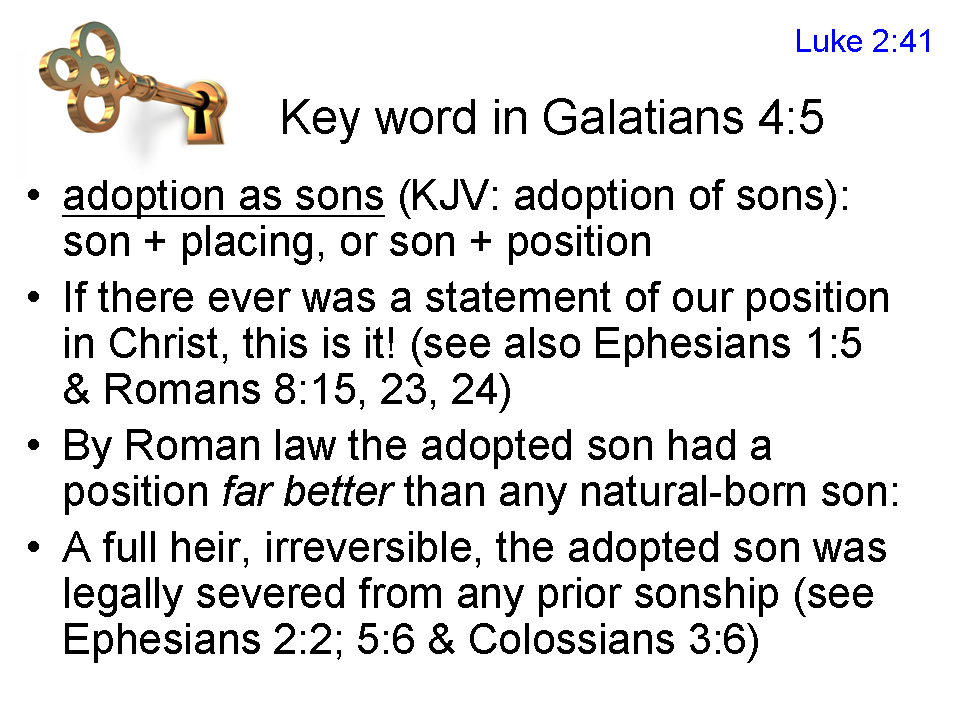 Luke 2:41
Key word in Galatians 4:5
• adoption as sons (KJV: adoption of sons):
son + placing, or son + position
• If there ever was a statement of our position
in Christ, this is it! (see also Ephesians 1:5
& Romans 8:15, 23, 24)
• By Roman law the adopted son had a
position far better than any natural-born son:
• A full heir, irreversible, the adopted son was
legally severed from any prior sonship (see
Ephesians 2:2; 5:6 & Colossians 3:6)